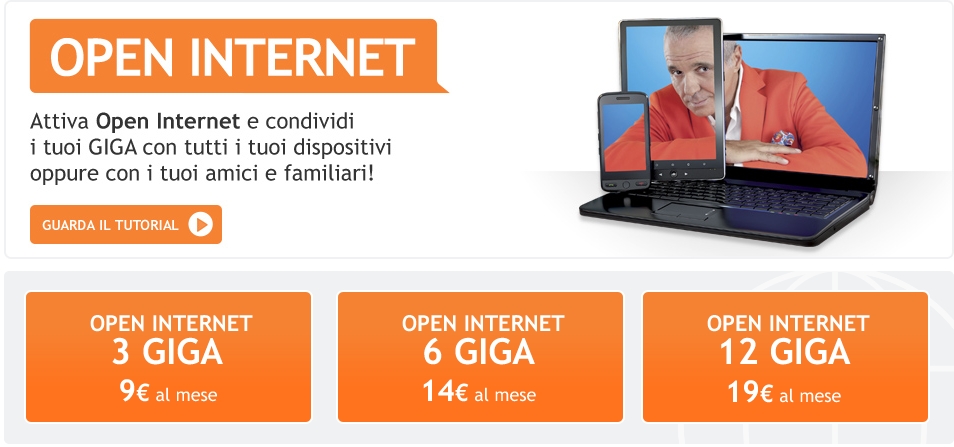 OPEN INTERNET
Attiva Open Internet e condividi
i tuoi GIGA con tutti i tuoi dispositivi
oppure con i tuoi amici e familiari!
GUARDA IL TUTORIAL
OPEN INTERNET
3 GIGA
9€ al mese
OPEN INTERNET
6 GIGA
14€ al mese
OPEN INTERNET
12 GIGA
19€ al mese